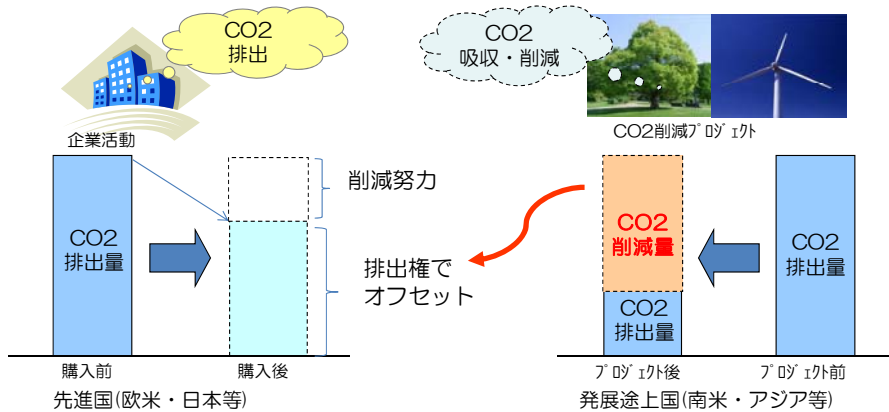 CO2
排出
CO2
吸収・削減
企業活動
CO2削減ﾌﾟﾛｼﾞｪｸﾄ
削減努力
CO2
排出量
排出権で
オフセット
CO2
削減量
CO2
排出量
CO2
排出量
購入前
購入後
ﾌﾟﾛｼﾞｪｸﾄ後
ﾌﾟﾛｼﾞｪｸﾄ前
先進国(欧米・日本等)
発展途上国(南米・アジア等)